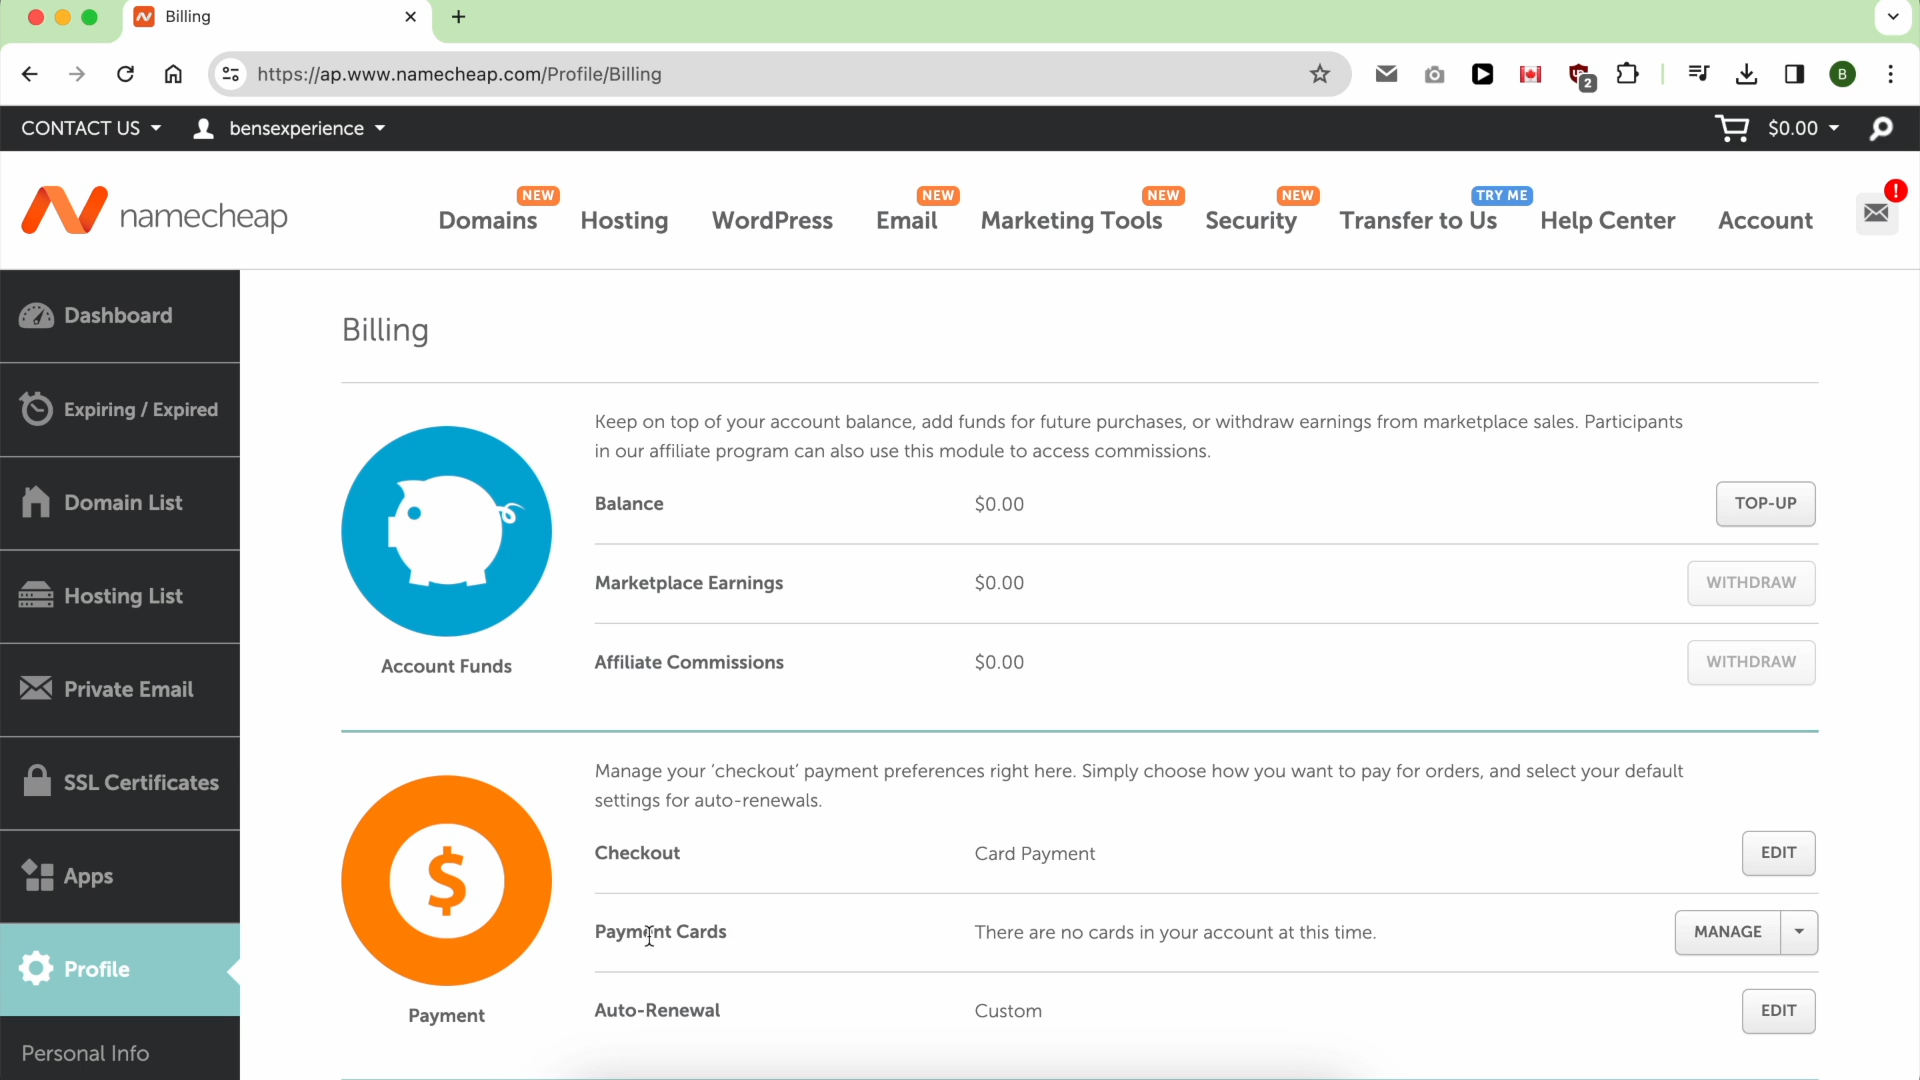 Billing
https://ap.www.namecheap.com/Profile/Billing
2
B
CONTACT US
bensexperience
$0.00
namecheap
NEW
NEW
NEW
NEW
TRY ME
!
Domains
Hosting
WordPress
Email
Marketing Tools
Security
Transfer to Us
Help Center
Account
Dashboard
Expiring / Expired
Domain List
Hosting List
Private Email
SSL Certificates
Apps
Profile
Personal Info
Billing
Keep on top of your account balance, add funds for future purchases, or withdraw earnings from marketplace sales. Participants
in our affiliate program can also use this module to access commissions.
Balance $0.00 TOP-UP
Marketplace Earnings $0.00 WITHDRAW
Affiliate Commissions $0.00 WITHDRAW
Account Funds
Manage your ‘checkout’ payment preferences right here. Simply choose how you want to pay for orders, and select your default
settings for auto-renewals.
Checkout Card Payment EDIT
$
Payment Cards There are no cards in your account at this time. MANAGE
Auto-Renewal Custom EDIT
Payment